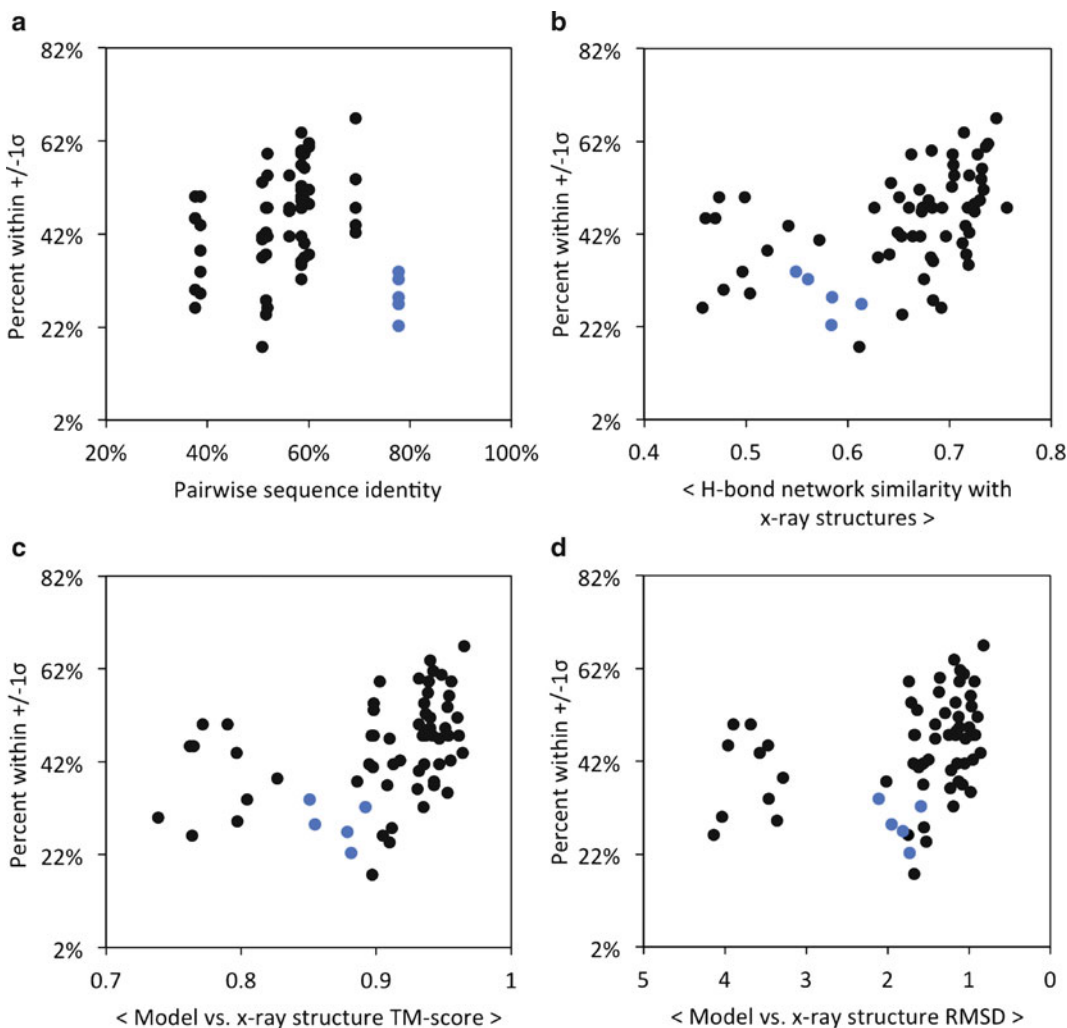 a
82%
62%
42%
22%
2%
Percent within +/-1σ
20% 40% 60% 80% 100%
Pairwise sequence identity
b
82%
62%
42%
22%
2%
Percent within +/-1σ
0.4 0.5 0.6 0.7 0.8
< H-bond network similarity with
x-ray structures >
c
82%
62%
42%
22%
2%
Percent within +/-1σ
0.7 0.8 0.9 1
< Model vs. x-ray structure TM-score >
d
82%
62%
42%
22%
2%
Percent within +/-1σ
5 4 3 2 1 0
< Model vs. x-ray structure RMSD >